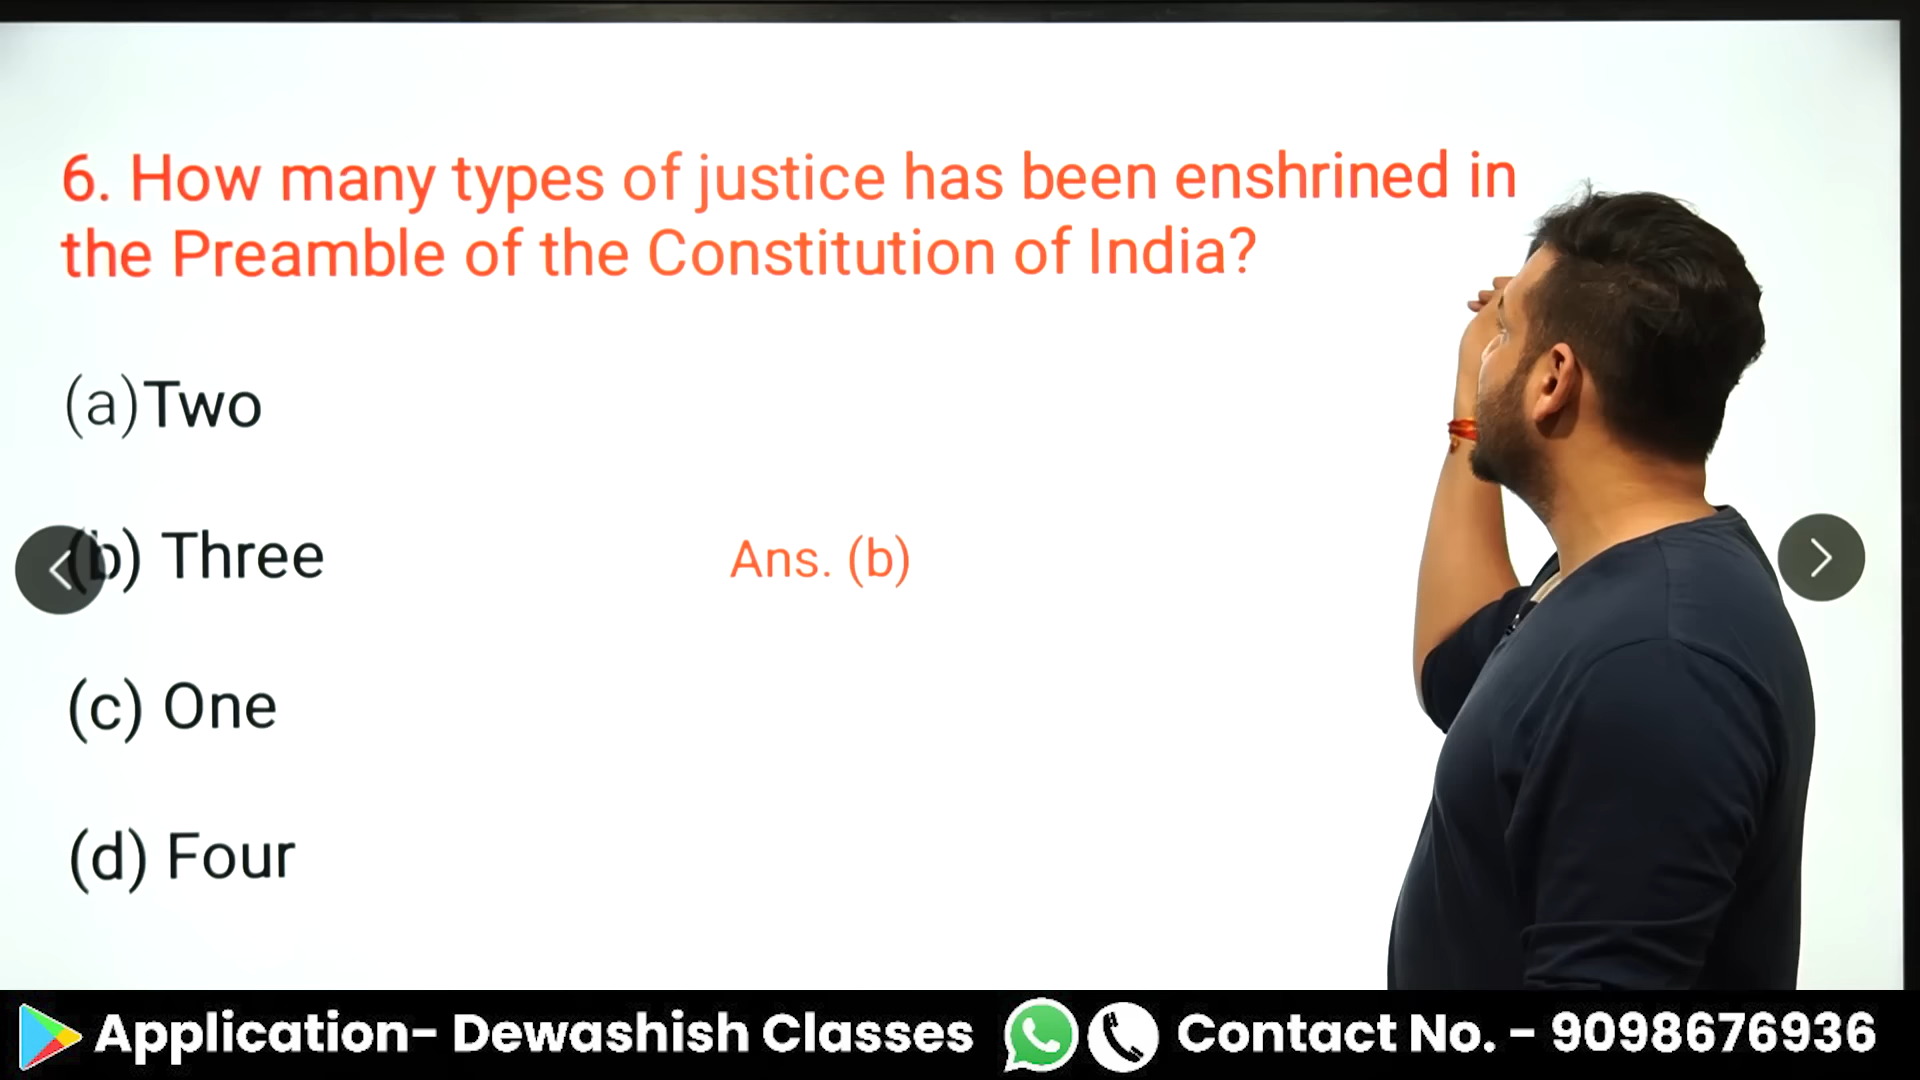 6. How many types of justice has been enshrined in
the Preamble of the Constitution of India?
(a)Two
(b) Three
Ans. (b)
(c) One
(d) Four
Application- Dewashish Classes
Contact No. - 9098676936